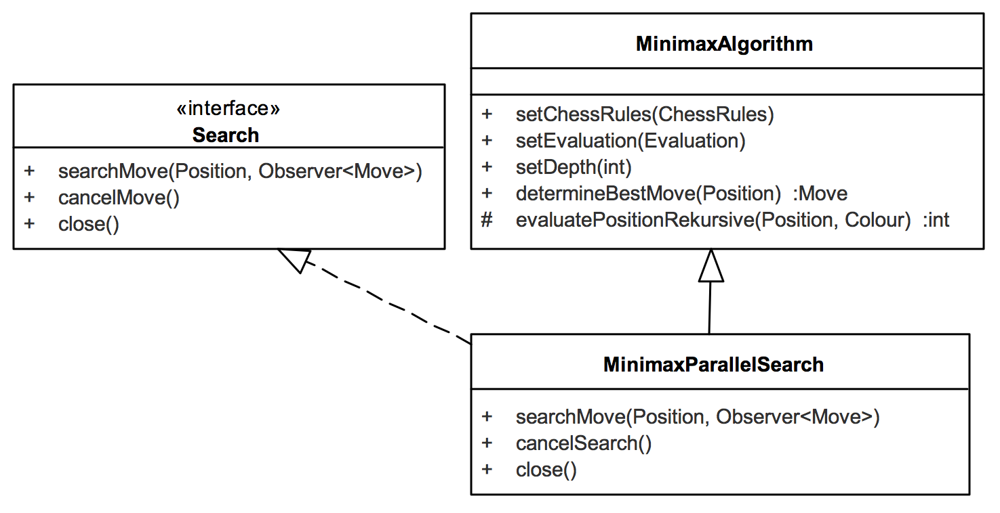 «interface»
Search
+ searchMove(Position, Observer<Move>)
+ cancelMove()
+ close()
MinimaxAlgorithm
+ setChessRules(ChessRules)
+ setEvaluation(Evaluation)
+ setDepth(int)
+ determineBestMove(Position) :Move
# evaluatePositionRekursive(Position, Colour) :int
MinimaxParallelSearch
+ searchMove(Position, Observer<Move>)
+ cancelSearch()
+ close()